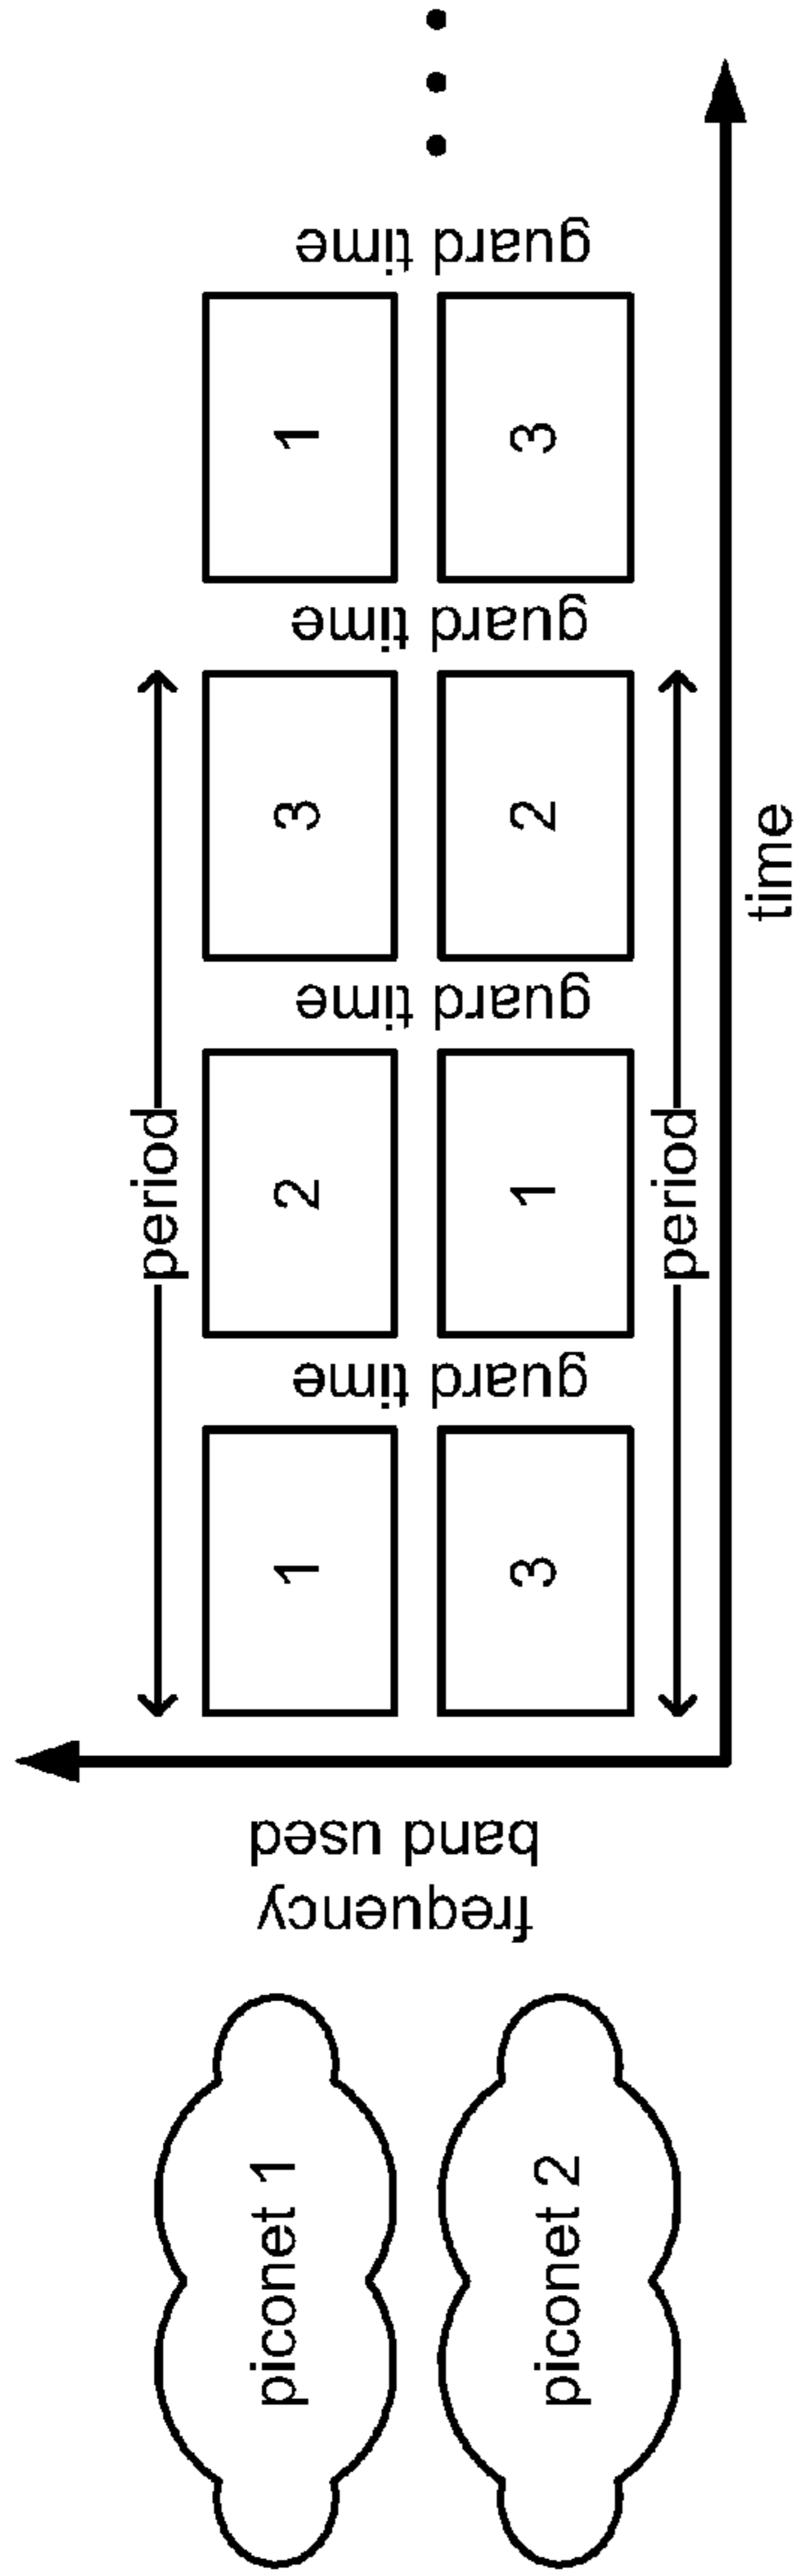 period
piconet 1
frequency
band used
1
guard time
2
guard time
3
guard time
1
guard time
piconet 2
3
1
2
3
period
time